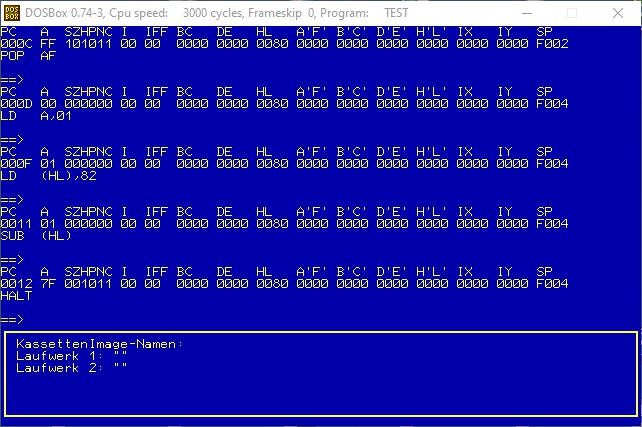 DOSBox 0.74-3, Cpu speed: 3000 cycles, Frameskip 0, Program: TEST
PC A SZHPNC I IFF BC DE HL A'F' B'C' D'E' H'L' IX IY SP
000C FF 101011 00 00 0000 0000 0080 0000 0000 0000 0000 0000 0000 F002
POP AF
==>
PC A SZHPNC I IFF BC DE HL A'F' B'C' D'E' H'L' IX IY SP
000D 00 000000 00 00 0000 0000 0080 0000 0000 0000 0000 0000 0000 F004
LD A,01
==>
PC A SZHPNC I IFF BC DE HL A'F' B'C' D'E' H'L' IX IY SP
000F 01 000000 00 00 0000 0000 0080 0000 0000 0000 0000 0000 0000 F004
LD (HL),82
==>
PC A SZHPNC I IFF BC DE HL A'F' B'C' D'E' H'L' IX IY SP
0011 01 000000 00 00 0000 0000 0080 0000 0000 0000 0000 0000 0000 F004
SUB (HL)
==>
PC A SZHPNC I IFF BC DE HL A'F' B'C' D'E' H'L' IX IY SP
0012 7F 001011 00 00 0000 0000 0080 0000 0000 0000 0000 0000 0000 F004
HALT
==>
KassettenImage-Namen:
Laufwerk 1: ""
Laufwerk 2: ""